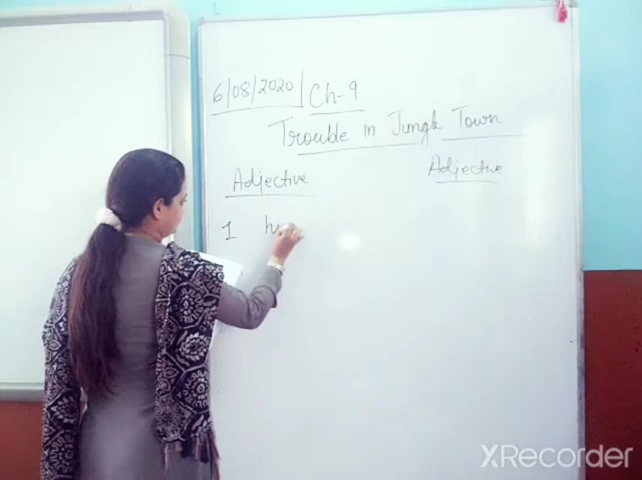 6/08/2020 Ch-9
Trouble in Jungle Town
Adjective Adjective
1 h
XRecorder